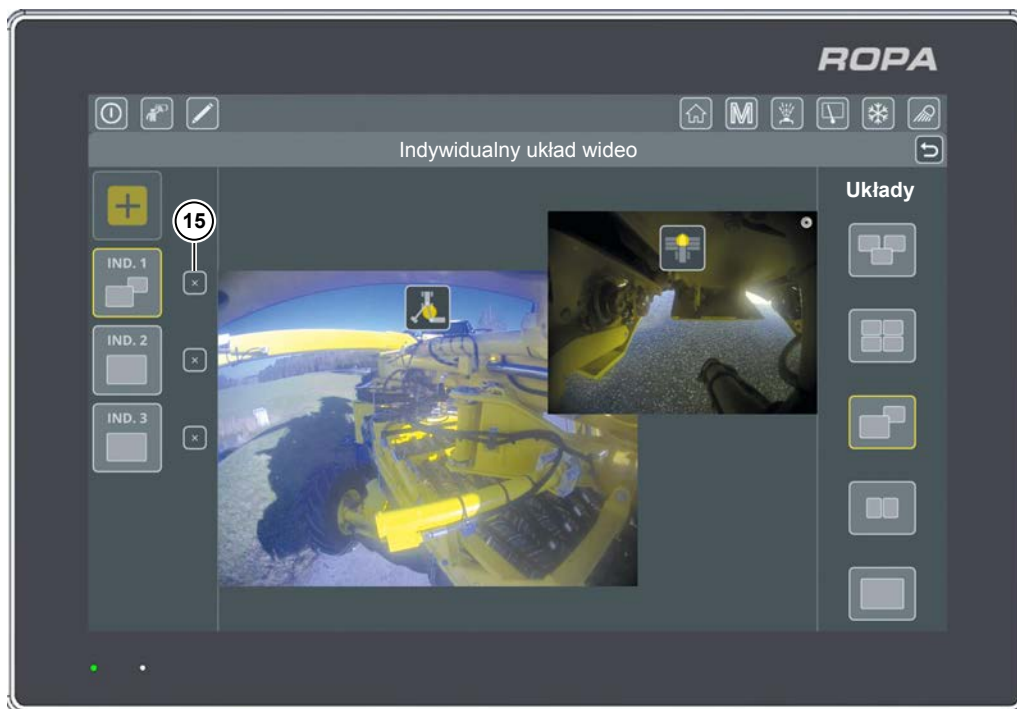 ROPA
M
Indywidualny układ wideo
Układy
15
IND. 1
IND. 2
IND. 3